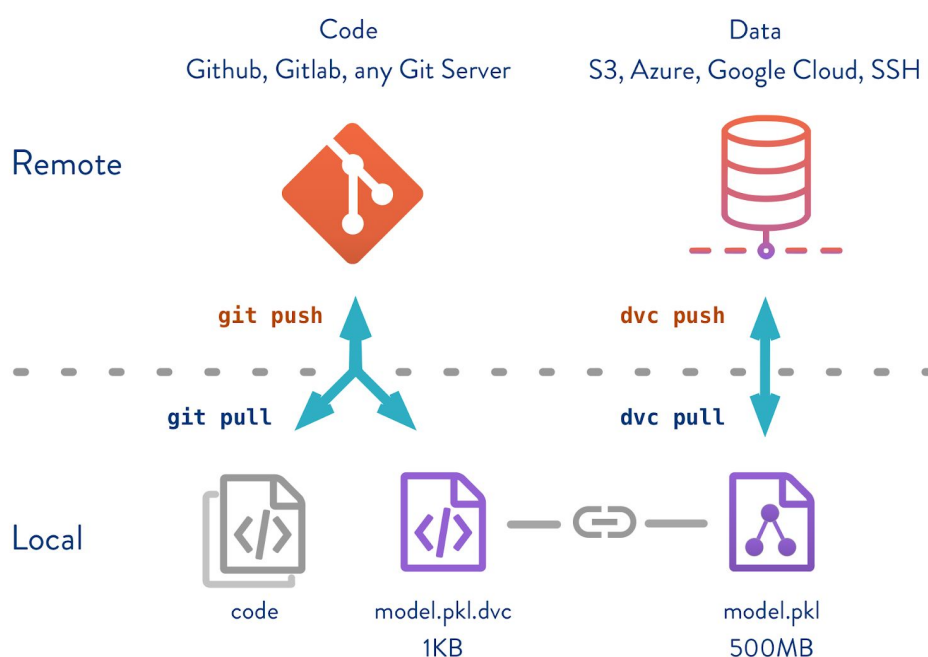 Code
Github, Gitlab, any Git Server
Data
S3, Azure, Google Cloud, SSH
Remote
git push
dvc push
git pull
dvc pull
Local
code
model.pkl.dvc
1KB
model.pkl
500MB